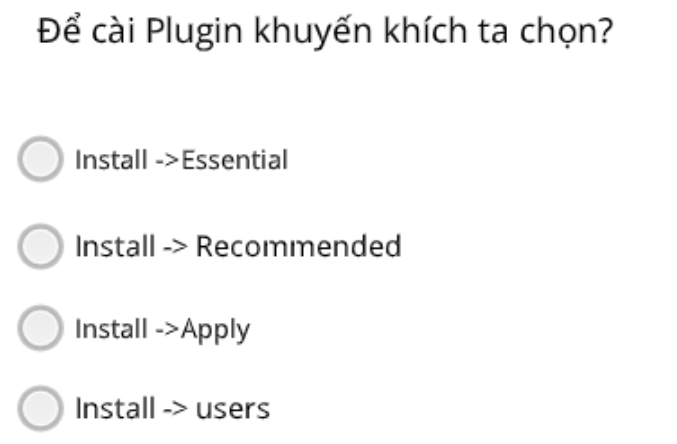 Để cài Plugin khuyến khích ta chọn?
Install ->Essential
Install -> Recommended
Install ->Apply
Install -> users